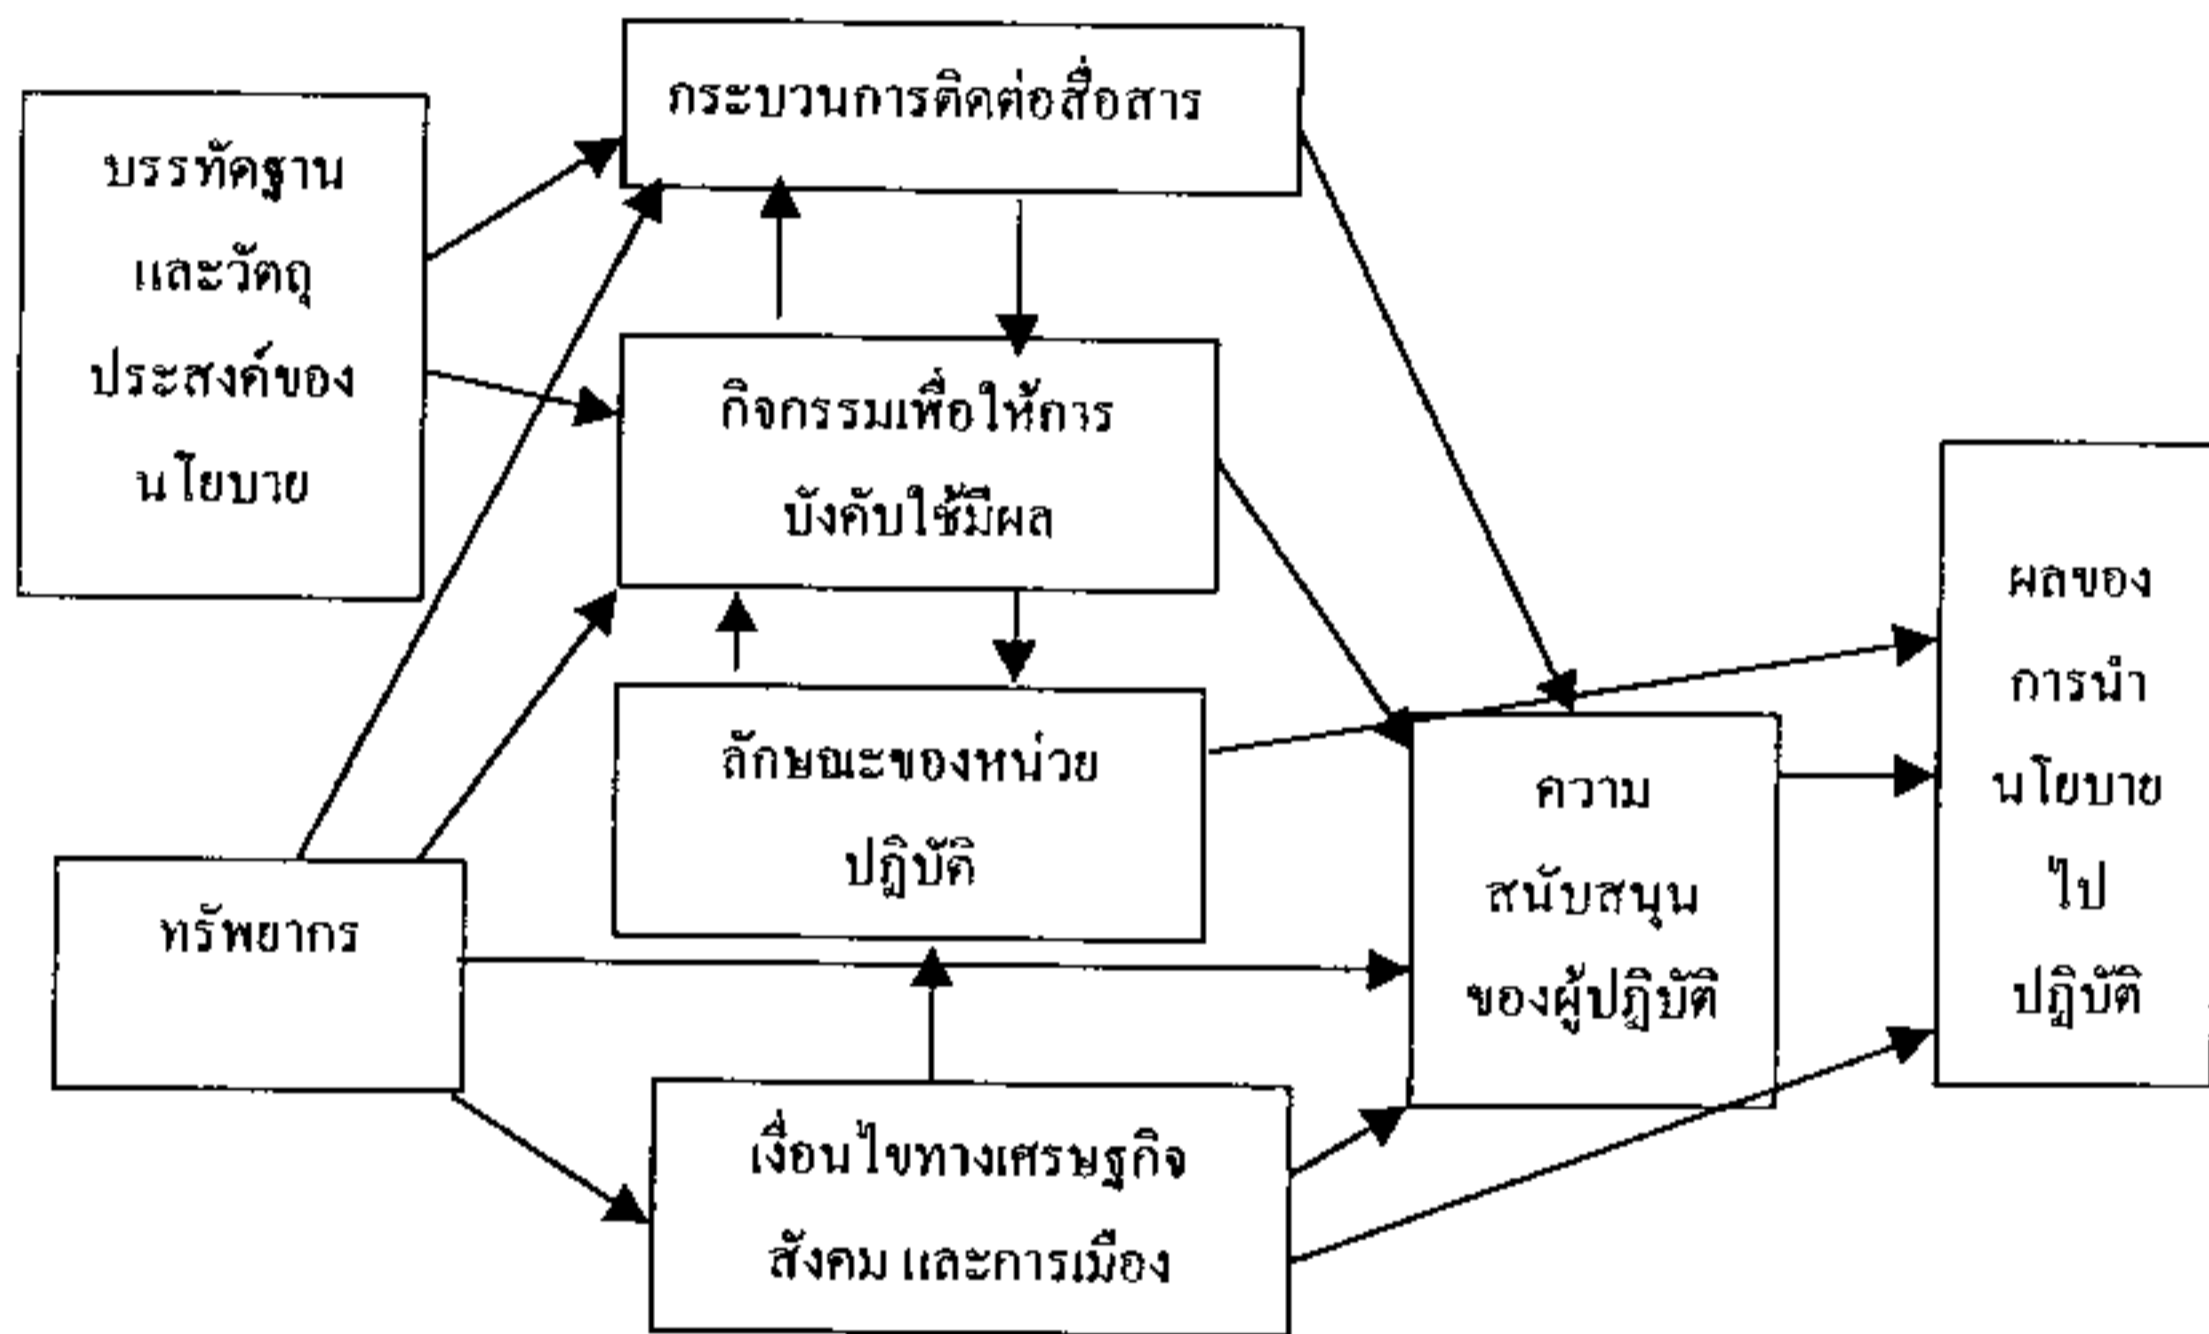 กระบวนการติดต่อสื่อสาร
บรรทัดฐาน
และวัตถุ
ประสงค์ของ
นโยบาย
กิจกรรมเพื่อให้การ
บังคับใช้มีผล
ลักษณะของหน่วย
ปฏิบัติ
ทรัพยากร
เงื่อนไขทางเศรษฐกิจ
สังคม และการเมือง
ความ
สนับสนุน
ของผู้ปฏิบัติ
ผลของ
การนำ
นโยบาย
ไป
ปฏิบัติ